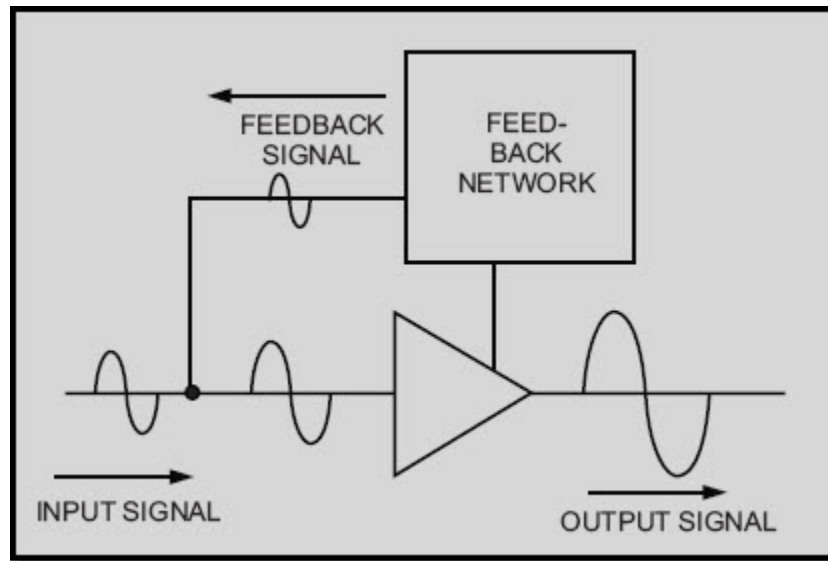 FEEDBACK
SIGNAL
FEED-
BACK
NETWORK
INPUT SIGNAL
OUTPUT SIGNAL